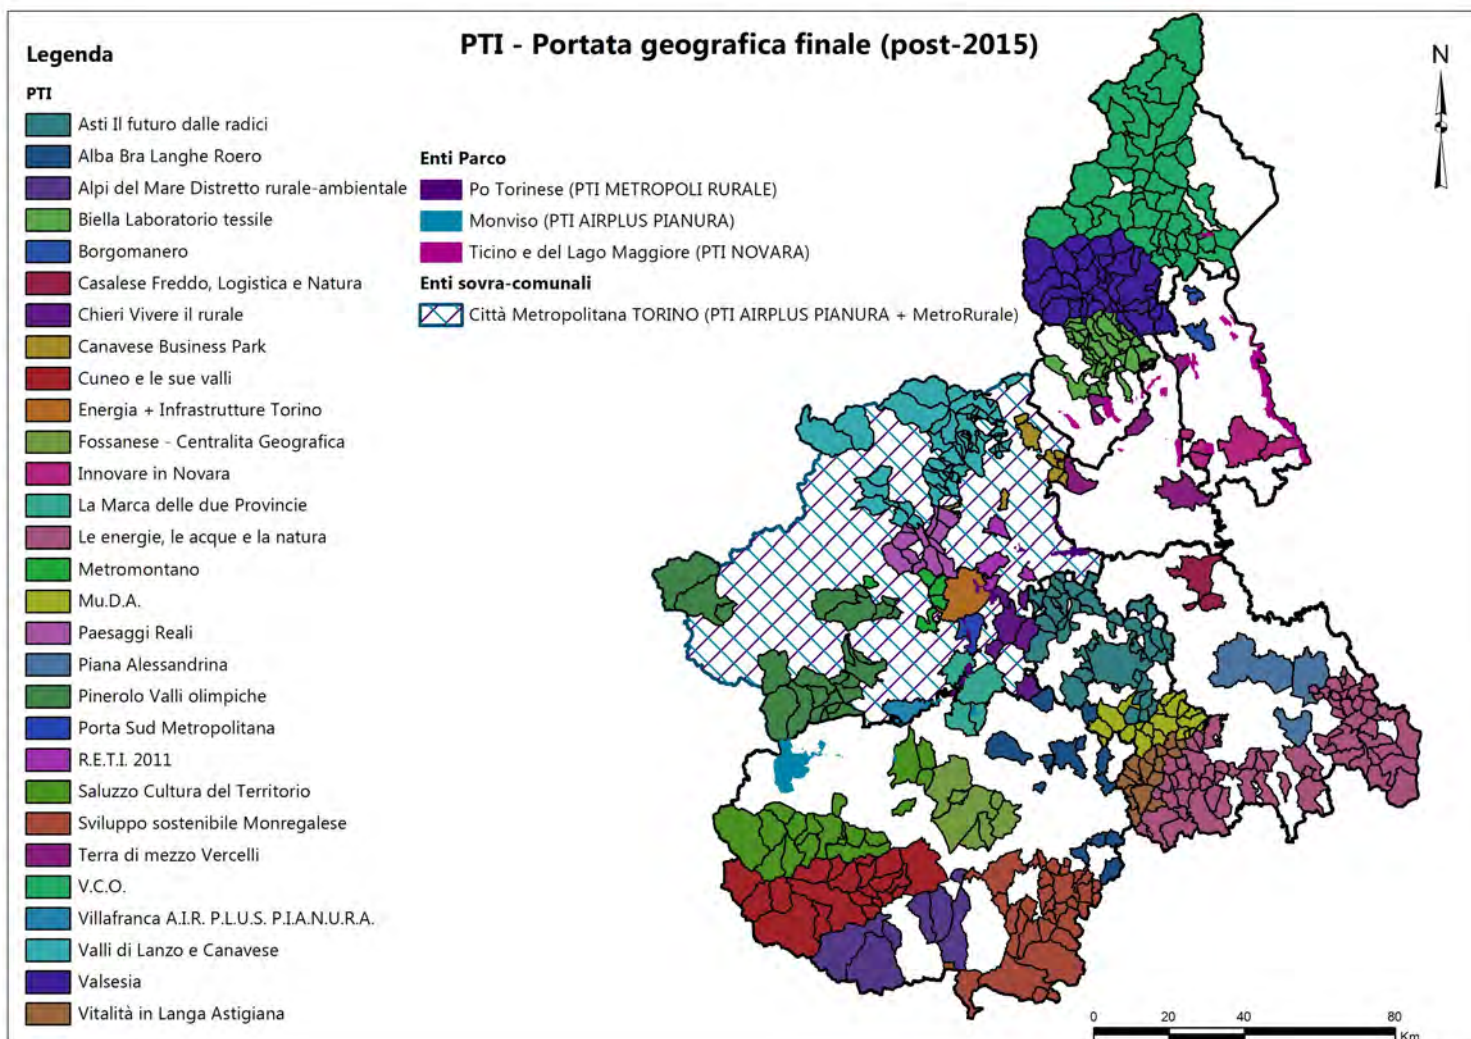 PTI - Portata geografica finale (post-2015)
Legenda
PTI
Asti Il futuro dalle radici
Alba Bra Langhe Roero
Alpi del Mare Distretto rurale-ambientale
Biella Laboratorio tessile
Borgomanero
Casalese Freddo, Logistica e Natura
Chieri Vivere il rurale
Canavese Business Park
Cuneo e le sue valli
Energia + Infrastrutture Torino
Fossanese - Centralita Geografica
Innovare in Novara
La Marca delle due Provincie
Le energie, le acque e la natura
Metromontano
Mu.D.A.
Paesaggi Reali
Piana Alessandrina
Pinerolo Valli olimpiche
Porta Sud Metropolitana
R.E.T.I. 2011
Saluzzo Cultura del Territorio
Sviluppo sostenibile Monregalese
Terra di mezzo Vercelli
V.C.O.
Villafranca A.I.R. P.L.U.S. P.I.A.N.U.R.A.
Valli di Lanzo e Canavese
Valsesia
Vitalità in Langa Astigiana
Enti Parco
Po Torinese (PTI METROPOLI RURALE)
Monviso (PTI AIRPLUS PIANURA)
Ticino e del Lago Maggiore (PTI NOVARA)
Enti sovra-comunali
Città Metropolitana TORINO (PTI AIRPLUS PIANURA + MetroRurale)
N
0 20 40 80
Km